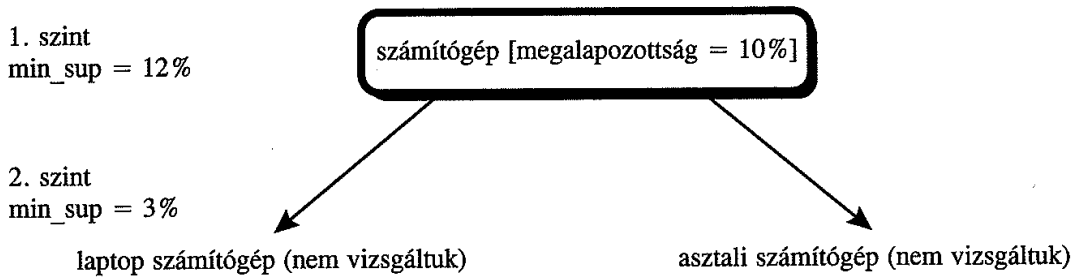 1. szint
min_sup = 12%
számítógép [megalapozottság = 10%]
2. szint
min_sup = 3%
laptop számítógép (nem vizsgáltuk)
asztali számítógép (nem vizsgáltuk)